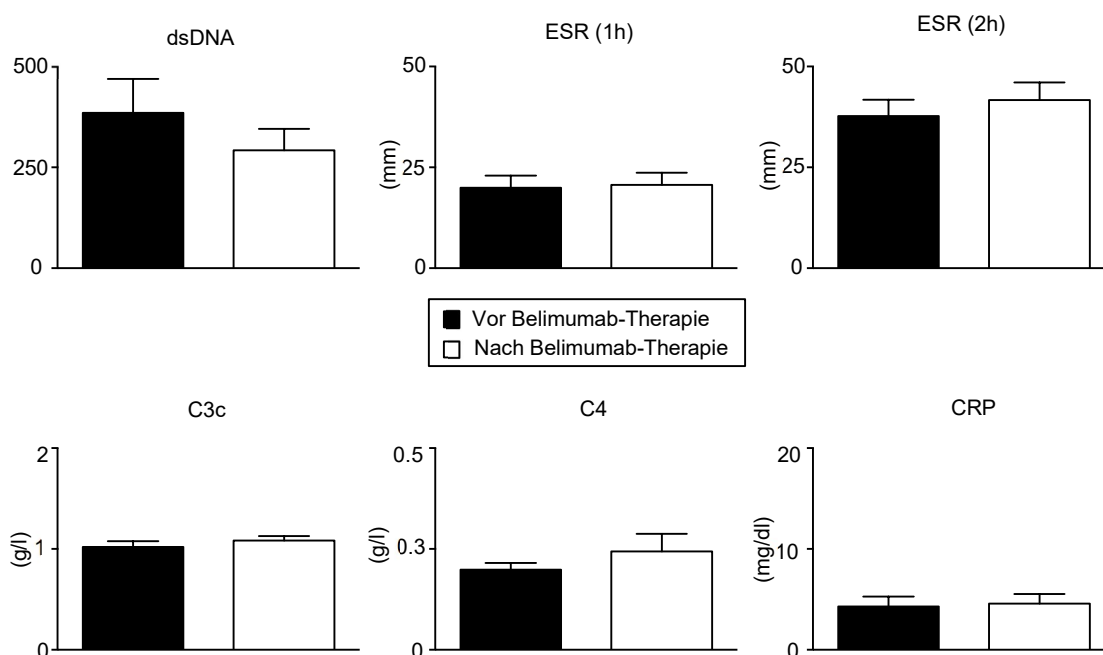 dsDNA
500
250
0
ESR (1h)
50
25
0
(mm)
ESR (2h)
50
25
0
(mm)
Vor Belimumab-Therapie
Nach Belimumab-Therapie
C3c
2
1
0
(g/l)
C4
0.5
0.3
0
(g/l)
CRP
20
10
0
(mg/dl)